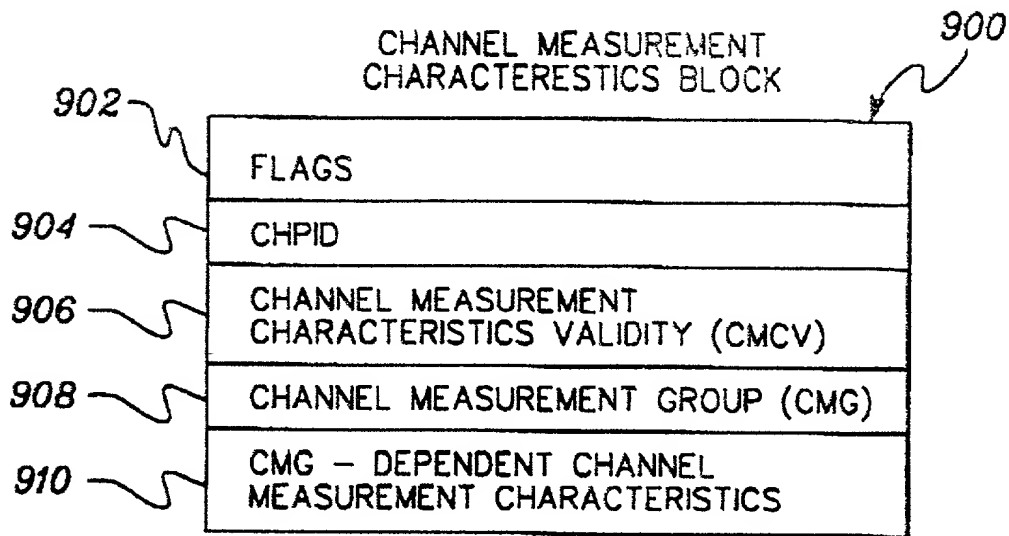 CHANNEL MEASUREMENT
CHARACTERESTICS BLOCK
900
902
FLAGS
904
CHPID
906
CHANNEL MEASUREMENT
CHARACTERISTICS VALIDITY (CMCV)
908
CHANNEL MEASUREMENT GROUP (CMG)
910
CMG – DEPENDENT CHANNEL
MEASUREMENT CHARACTERISTICS